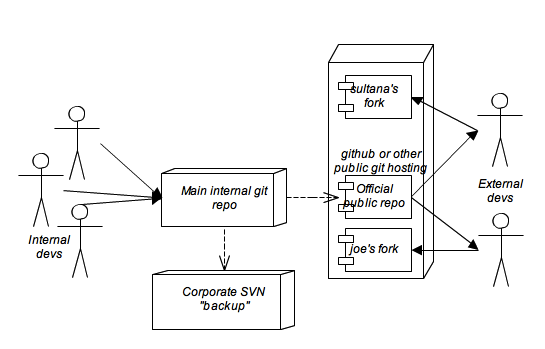 sultana's
fork
github or other
public git hosting
Main internal git
repo
Official
public repo
External
devs
Internal
devs
joe's fork
Corporate SVN
"backup"